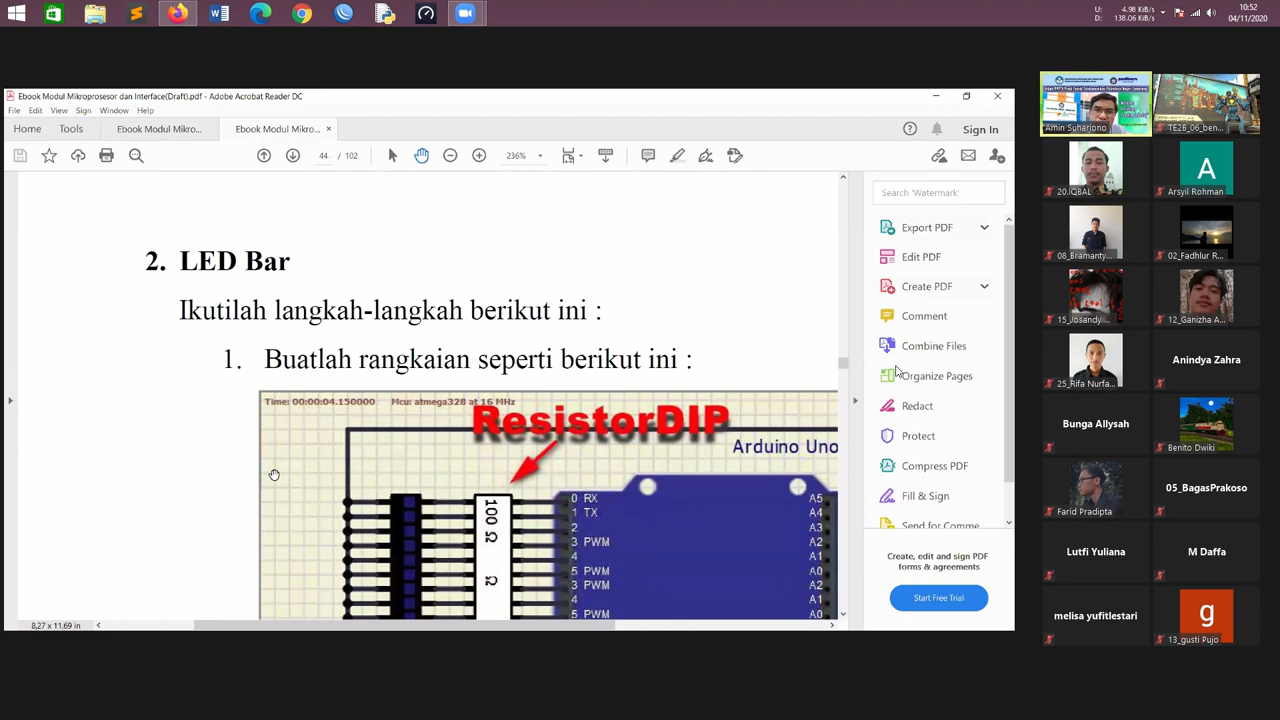 U: 4.98 KiB/s
D: 138.06 KiB/s
10:52
04/11/2020
Ebook Modul Mikroprosesor dan Interface(Draft).pdf - Adobe Acrobat Reader DC
File Edit View Sign Window Help
Home Tools Ebook Modul Mikro... Ebook Modul Mikro... × Sign In
44 / 102 236%
2. LED Bar
Ikutilah langkah-langkah berikut ini :
1. Buatlah rangkaian seperti berikut ini :
Time: 00:00:04.150000 Mcu: atmega328 at 16 MHz
ResistorDIP
Arduino Uno
100 Ω
Ω
0 RX
1 TX
2
3 PWM
4
5 PWM
3 PWM
4
5 PWM
A5
A4
A3
A2
A1
A0
A2
A1
A0
8,27 x 11,69 in
Search 'Watermark'
Export PDF
Edit PDF
Create PDF
Comment
Combine Files
Organize Pages
Redact
Protect
Compress PDF
Fill & Sign
Send for Comme
Create, edit and sign PDF
forms & agreements
Start Free Trial
Amin Suharjono
TE2B_06_ben...
20.IQBAL
A
Arsyil Rohman
08_Bramanty...
02_Fadhlur R...
15_Josandy...
12_Ganizha A...
25_Rifa Nurfa...
Anindya Zahra
Bunga Allysah
Benito Dwiki
Farid Pradipta
05_BagasPrakoso
Lutfi Yuliana
M Daffa
melisa yufitlestari
g
13_gusti Pujo